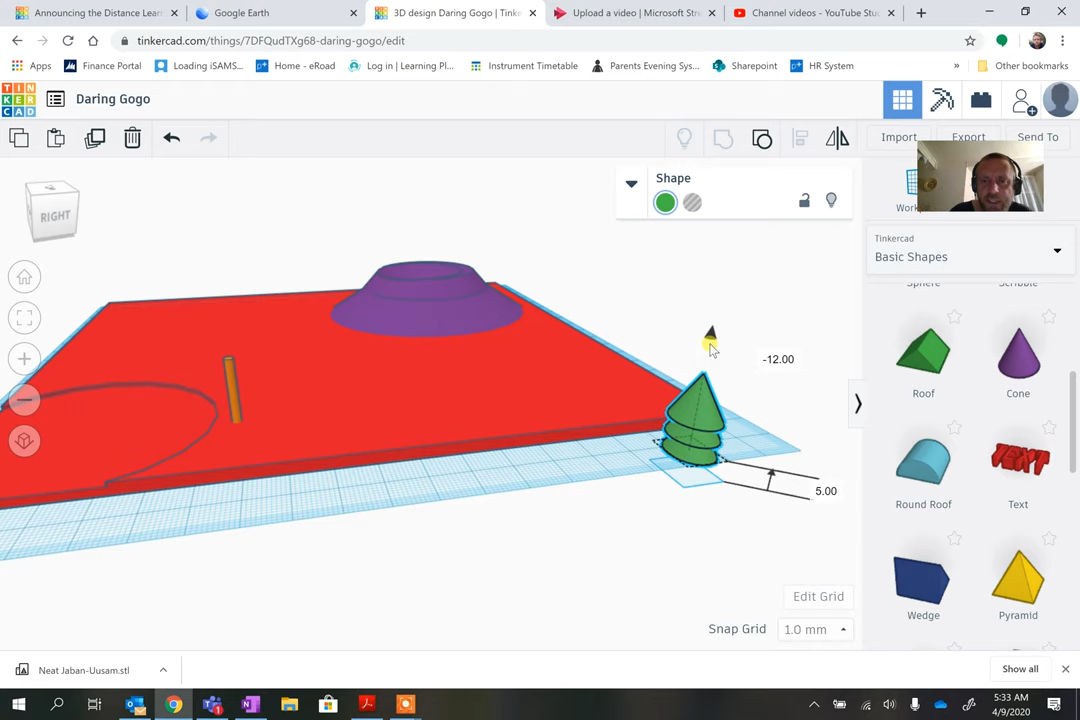 Announcing the Distance Lear
Google Earth
3D design Daring Gogo | Tinke
Upload a video | Microsoft Stre
Channel videos - YouTube Stu
tinkercad.com/things/7DFQudTXg68-daring-gogo/edit
Apps
Finance Portal
Loading iSAMS...
Home - eRoad
Log in | Learning Pl...
Instrument Timetable
Parents Evening Sys...
Sharepoint
HR System
»
Other bookmarks
TIN
KER
CAD
Daring Gogo
Import
Export
Send To
Shape
RIGHT
Tinkercad
Basic Shapes
Scribble
-12.00
Roof
Cone
TEXT
5.00
Round Roof
Text
Wedge
Pyramid
Edit Grid
Snap Grid
1.0 mm
Neat Jaban-Uusam.stl
Show all
5:33 AM
4/9/2020